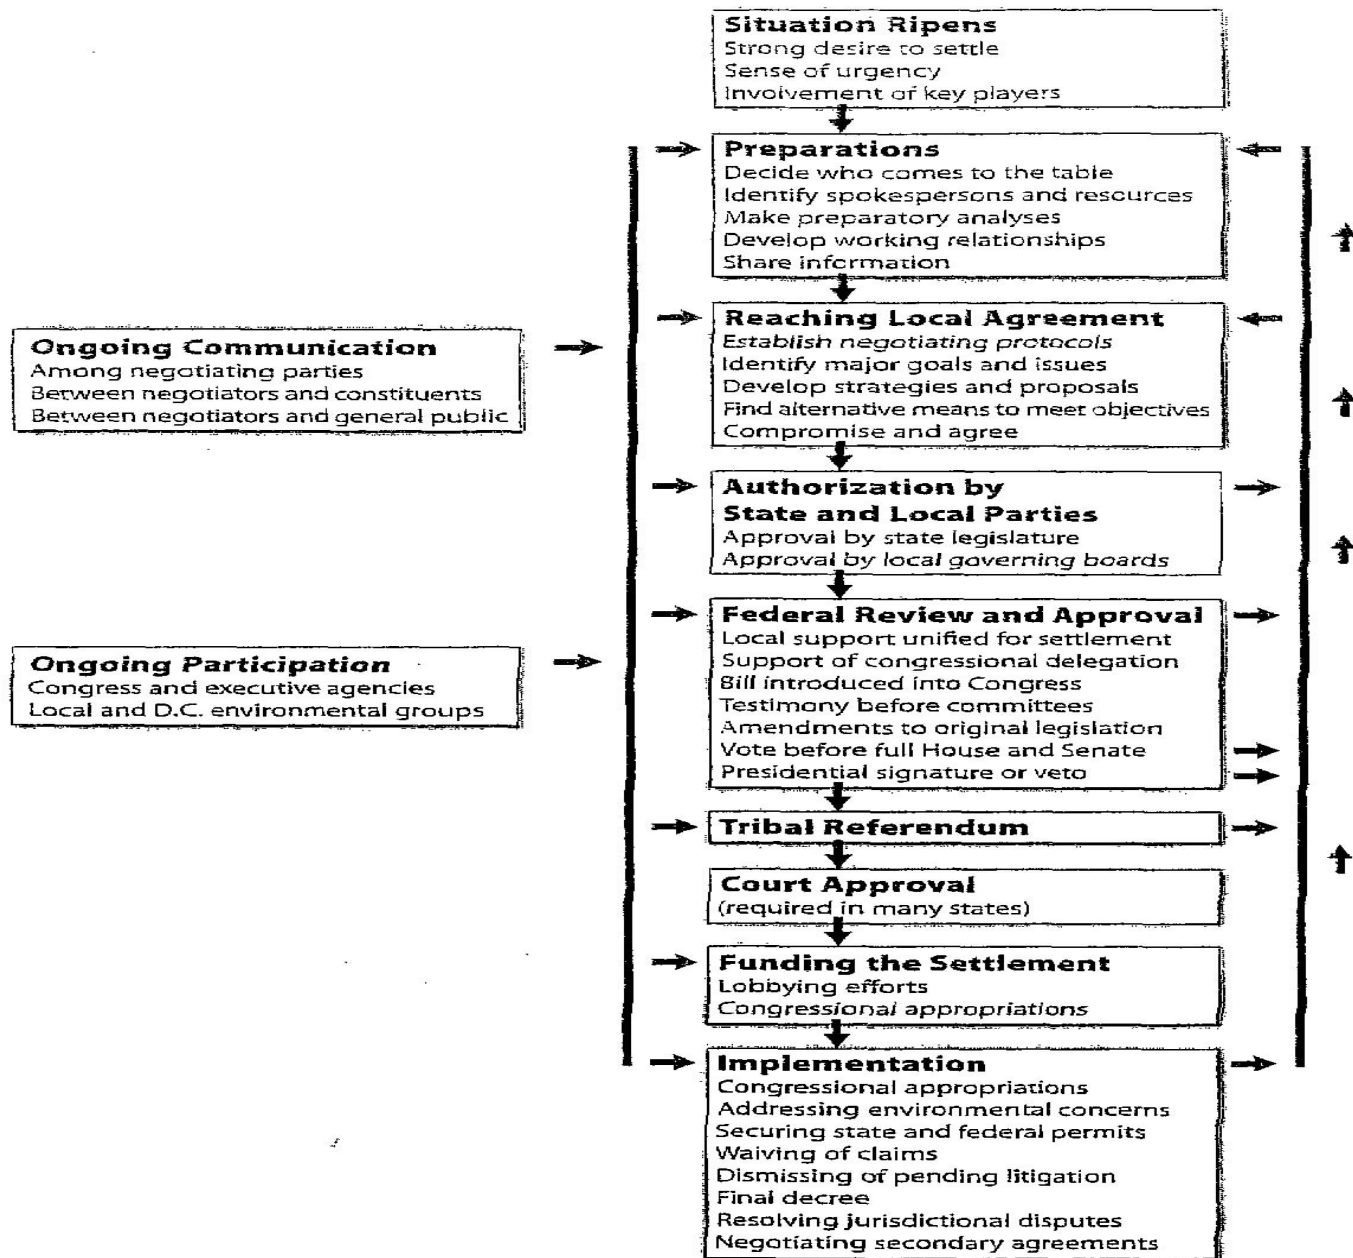 Situation Ripens
Strong desire to settle
Sense of urgency
Involvement of key players
Preparations
Decide who comes to the table
Identify spokespersons and resources
Make preparatory analyses
Develop working relationships
Share information
Reaching Local Agreement
Establish negotiating protocols
Identify major goals and issues
Develop strategies and proposals
Find alternative means to meet objectives
Compromise and agree
Ongoing Communication
Among negotiating parties
Between negotiators and constituents
Between negotiators and general public
Authorization by
State and Local Parties
Approval by state legislature
Approval by local governing boards
Federal Review and Approval
Local support unified for settlement
Support of congressional delegation
Bill introduced into Congress
Testimony before committees
Amendments to original legislation
Vote before full House and Senate
Presidential signature or veto
Ongoing Participation
Congress and executive agencies
Local and D.C. environmental groups
Tribal Referendum
Court Approval
(required in many states)
Funding the Settlement
Lobbying efforts
Congressional appropriations
Implementation
Congressional appropriations
Addressing environmental concerns
Securing state and federal permits
Waiving of claims
Dismissing of pending litigation
Final decree
Resolving jurisdictional disputes
Negotiating secondary agreements